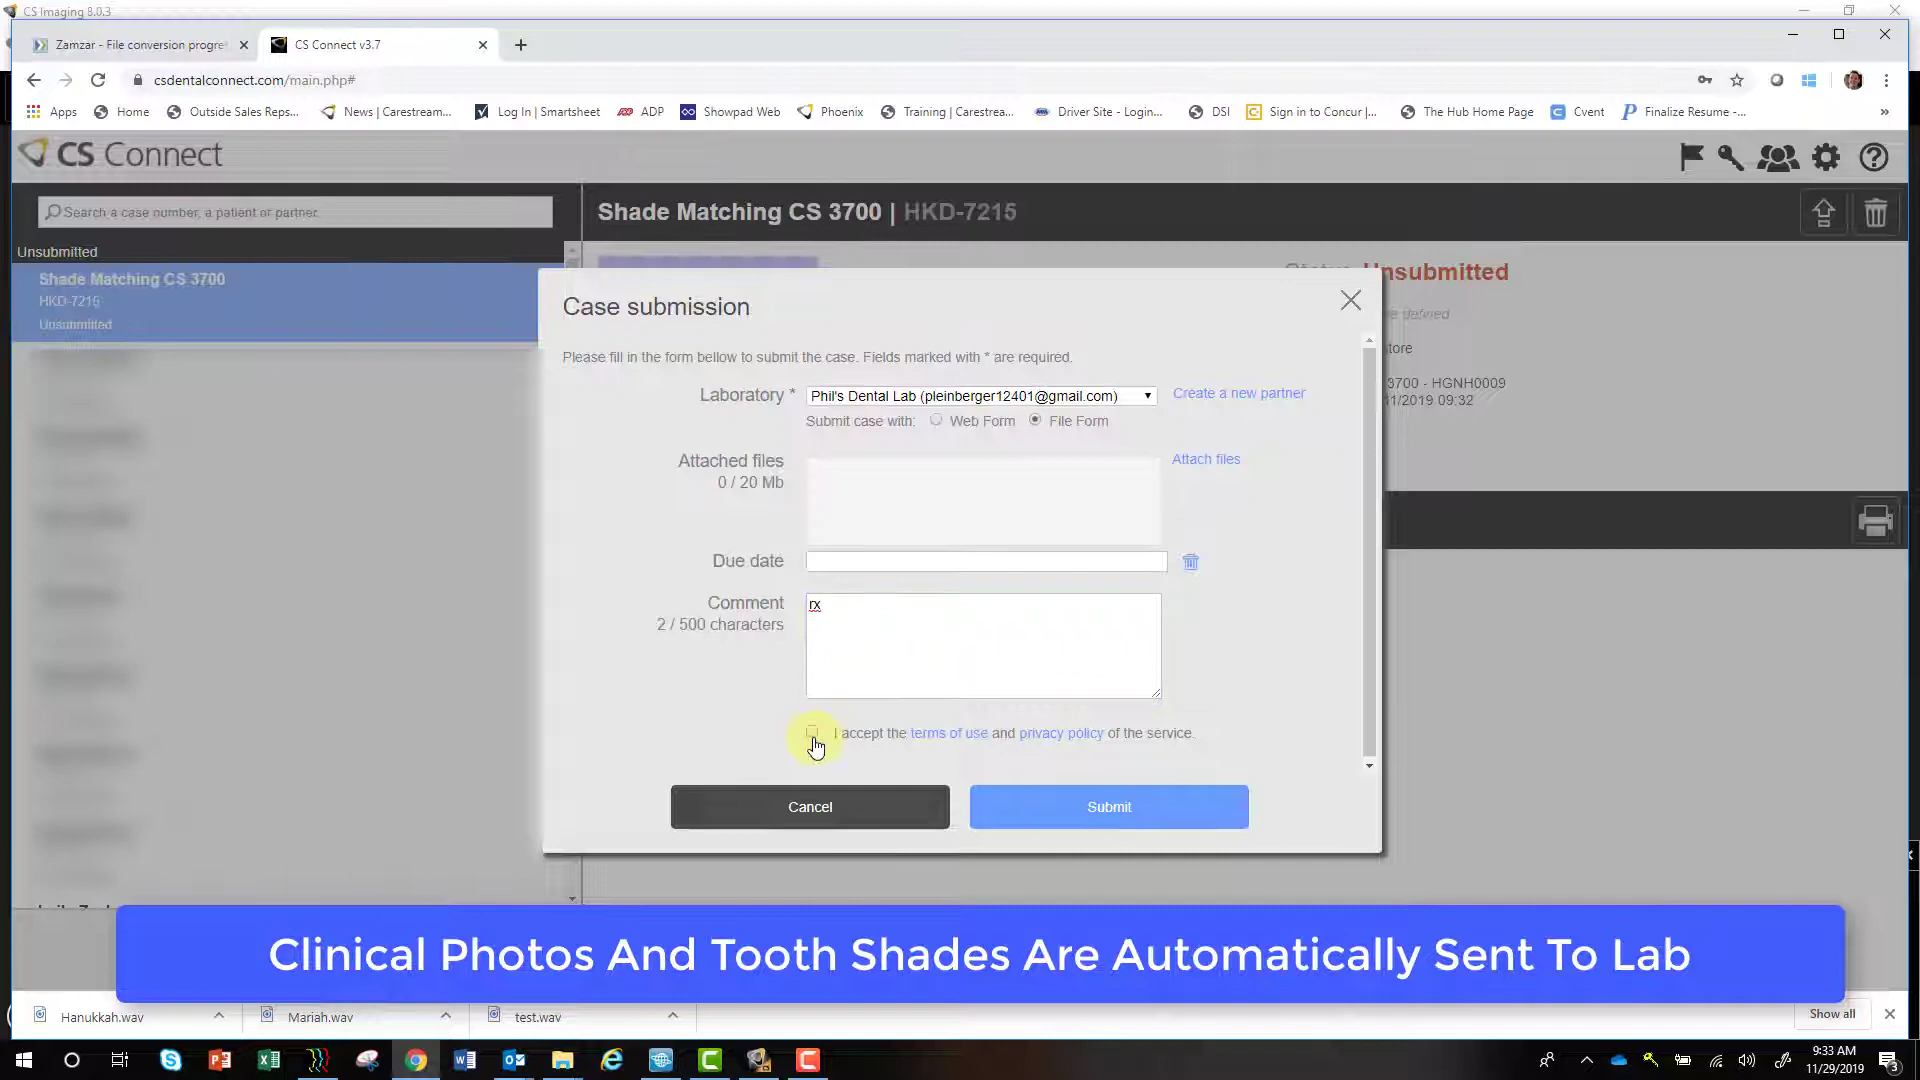 CS Imaging 8.0.3
Zamzar - File conversion progre
CS Connect v3.7
csdentalconnect.com/main.php#
Apps
Home
Outside Sales Reps...
News | Carestream...
Log In | Smartsheet
ADP
Showpad Web
Phoenix
Training | Carestrea...
Driver Site - Login...
DSI
Sign in to Concur |...
The Hub Home Page
Cvent
Finalize Resume -...
CS Connect
Search a case number, a patient or partner
Shade Matching CS 3700 | HKD-7215
Unsubmitted
Shade Matching CS 3700
HKD-7215
Unsubmitted
Unsubmitted
defined
3700 - HGNH0009
11/2019 09:32
Case submission
Please fill in the form bellow to submit the case. Fields marked with * are required.
Laboratory *
Phil's Dental Lab (pleinberger12401@gmail.com)
Create a new partner
Submit case with:
Web Form
File Form
Attached files
0 / 20 Mb
Attach files
Due date
Comment
2 / 500 characters
rx
I accept the terms of use and privacy policy of the service.
Cancel
Submit
Clinical Photos And Tooth Shades Are Automatically Sent To Lab
Hanukkah.wav
Mariah.wav
test.wav
Show all
9:33 AM
11/29/2019
3